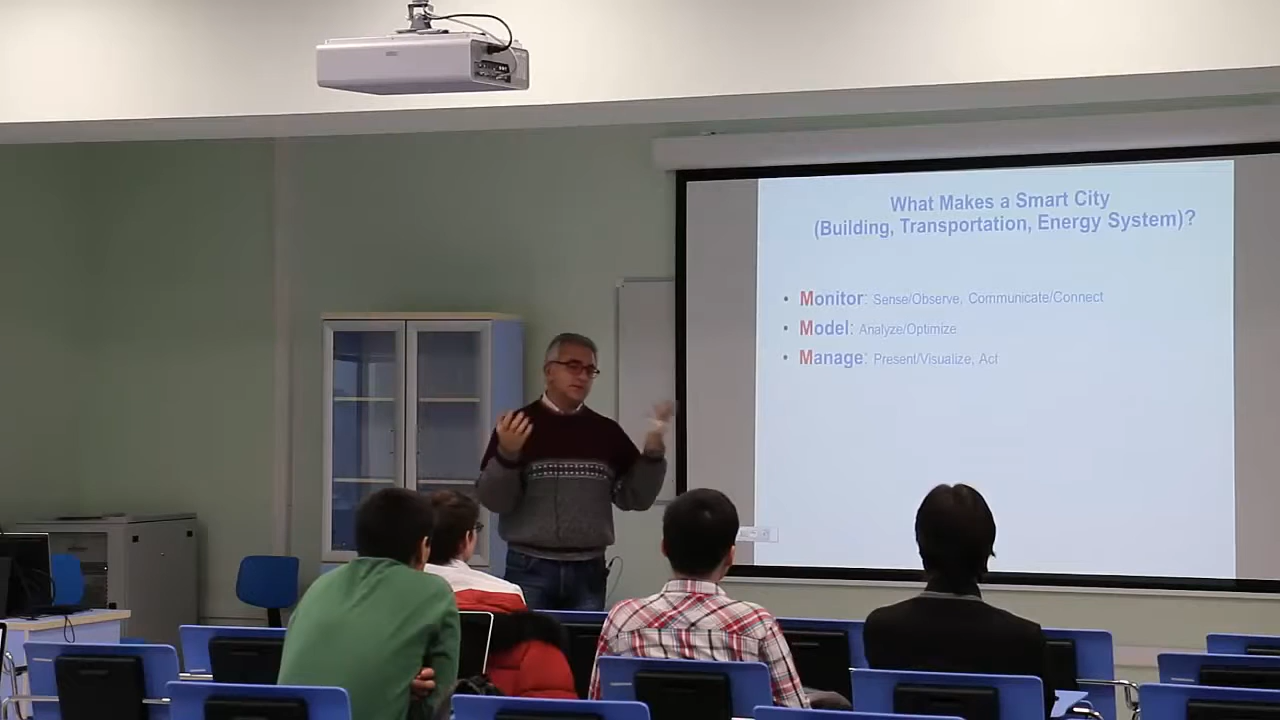 What Makes a Smart City
(Building, Transportation, Energy System)?
• Monitor: Sense/Observe, Communicate/Connect
• Model: Analyze/Optimize
• Manage: Present/Visualize, Act